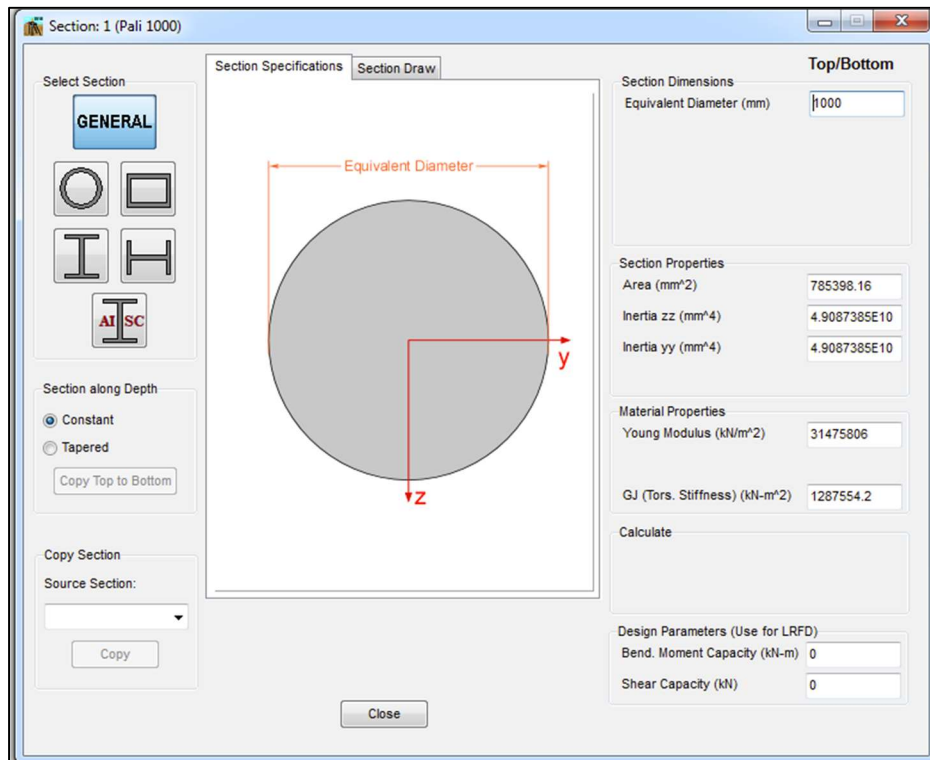 Section: 1 (Pali 1000)
Select Section
GENERAL
AI SC
Section along Depth
Constant
Tapered
Copy Top to Bottom
Copy Section
Source Section:
Copy
Section Specifications
Section Draw
Equivalent Diameter
y
z
Close
Top/Bottom
Section Dimensions
Equivalent Diameter (mm) 1000
Section Properties
Area (mm^2) 785398.16
Inertia zz (mm^4) 4.9087385E10
Inertia yy (mm^4) 4.9087385E10
Material Properties
Young Modulus (kN/m^2) 31475806
GJ (Tors. Stiffness) (kN-m^2) 1287554.2
Calculate
Design Parameters (Use for LRFD)
Bend. Moment Capacity (kN-m) 0
Shear Capacity (kN) 0